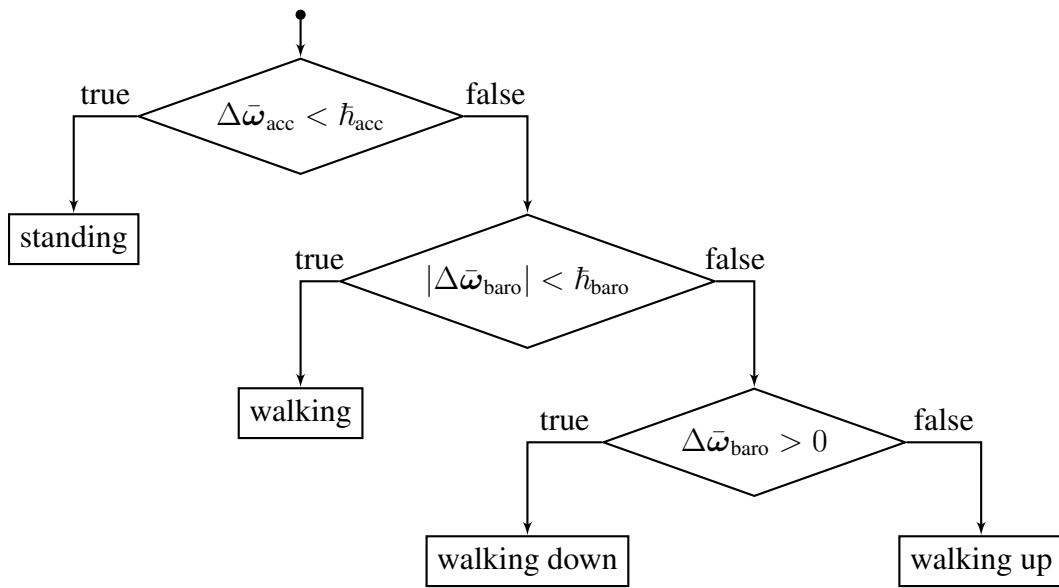 true
false
Δω̄acc < ħacc
standing
true
false
|Δω̄baro| < ħbaro
walking
true
false
Δω̄baro > 0
walking down
walking up